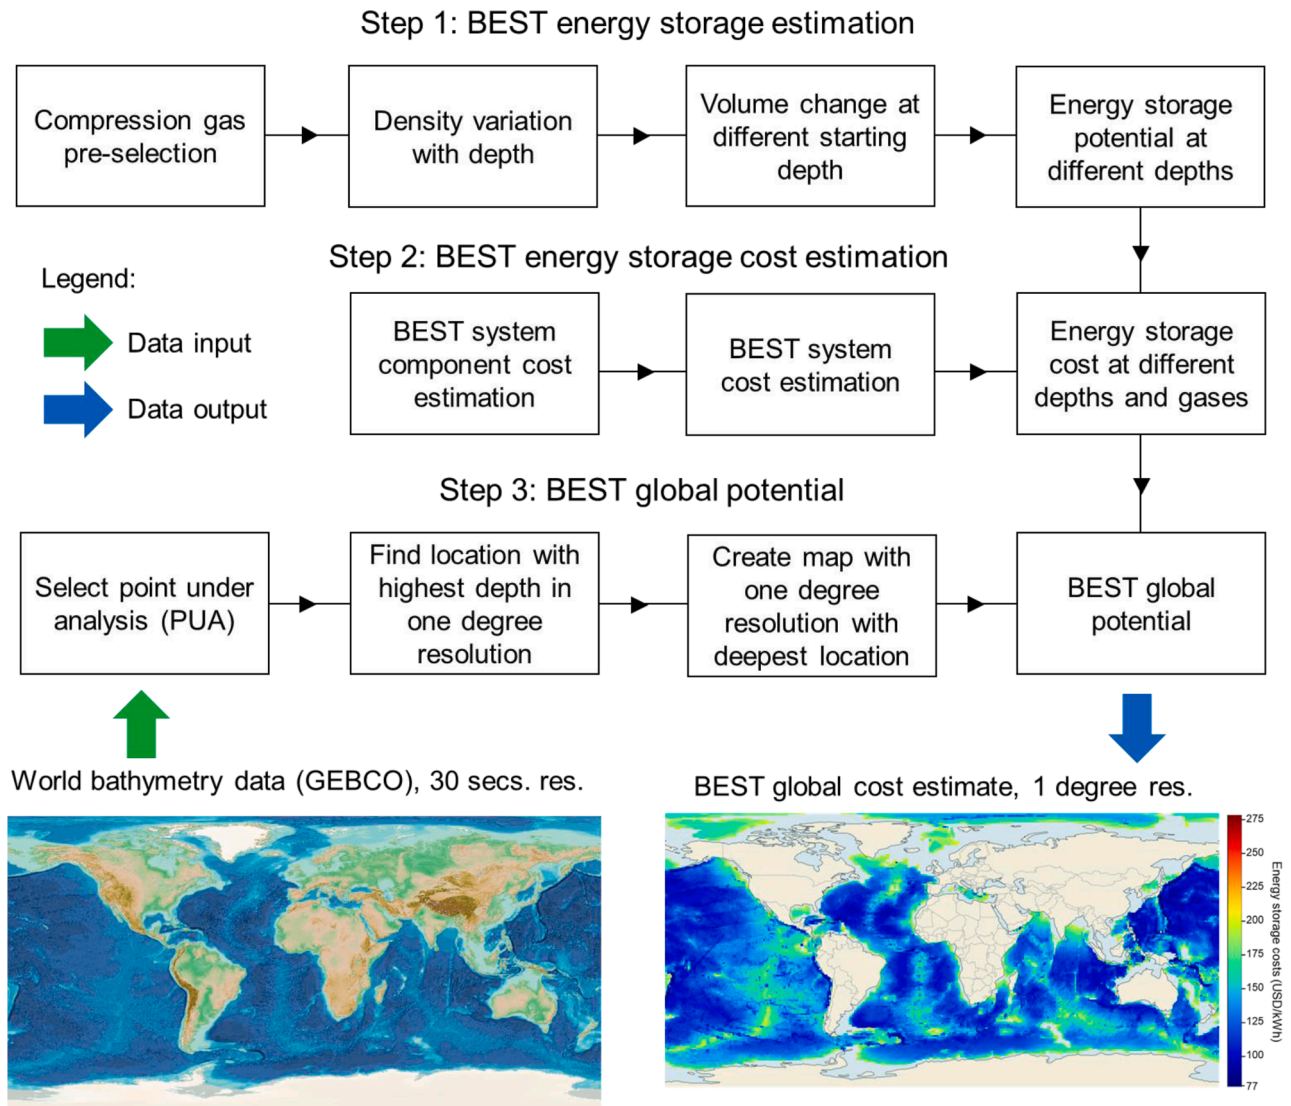 Step 1: BEST energy storage estimation
Compression gas
pre-selection
Density variation
with depth
Volume change at
different starting
depth
Energy storage
potential at
different depths
Step 2: BEST energy storage cost estimation
Legend:
Data input
Data output
BEST system
component cost
estimation
BEST system
cost estimation
Energy storage
cost at different
depths and gases
Step 3: BEST global potential
Select point under
analysis (PUA)
Find location with
highest depth in
one degree
resolution
Create map with
one degree
resolution with
deepest location
BEST global
potential
World bathymetry data (GEBCO), 30 secs. res.
BEST global cost estimate, 1 degree res.
275
250
225
200
175
150
125
100
77
Energy storage costs (USD/kWh)